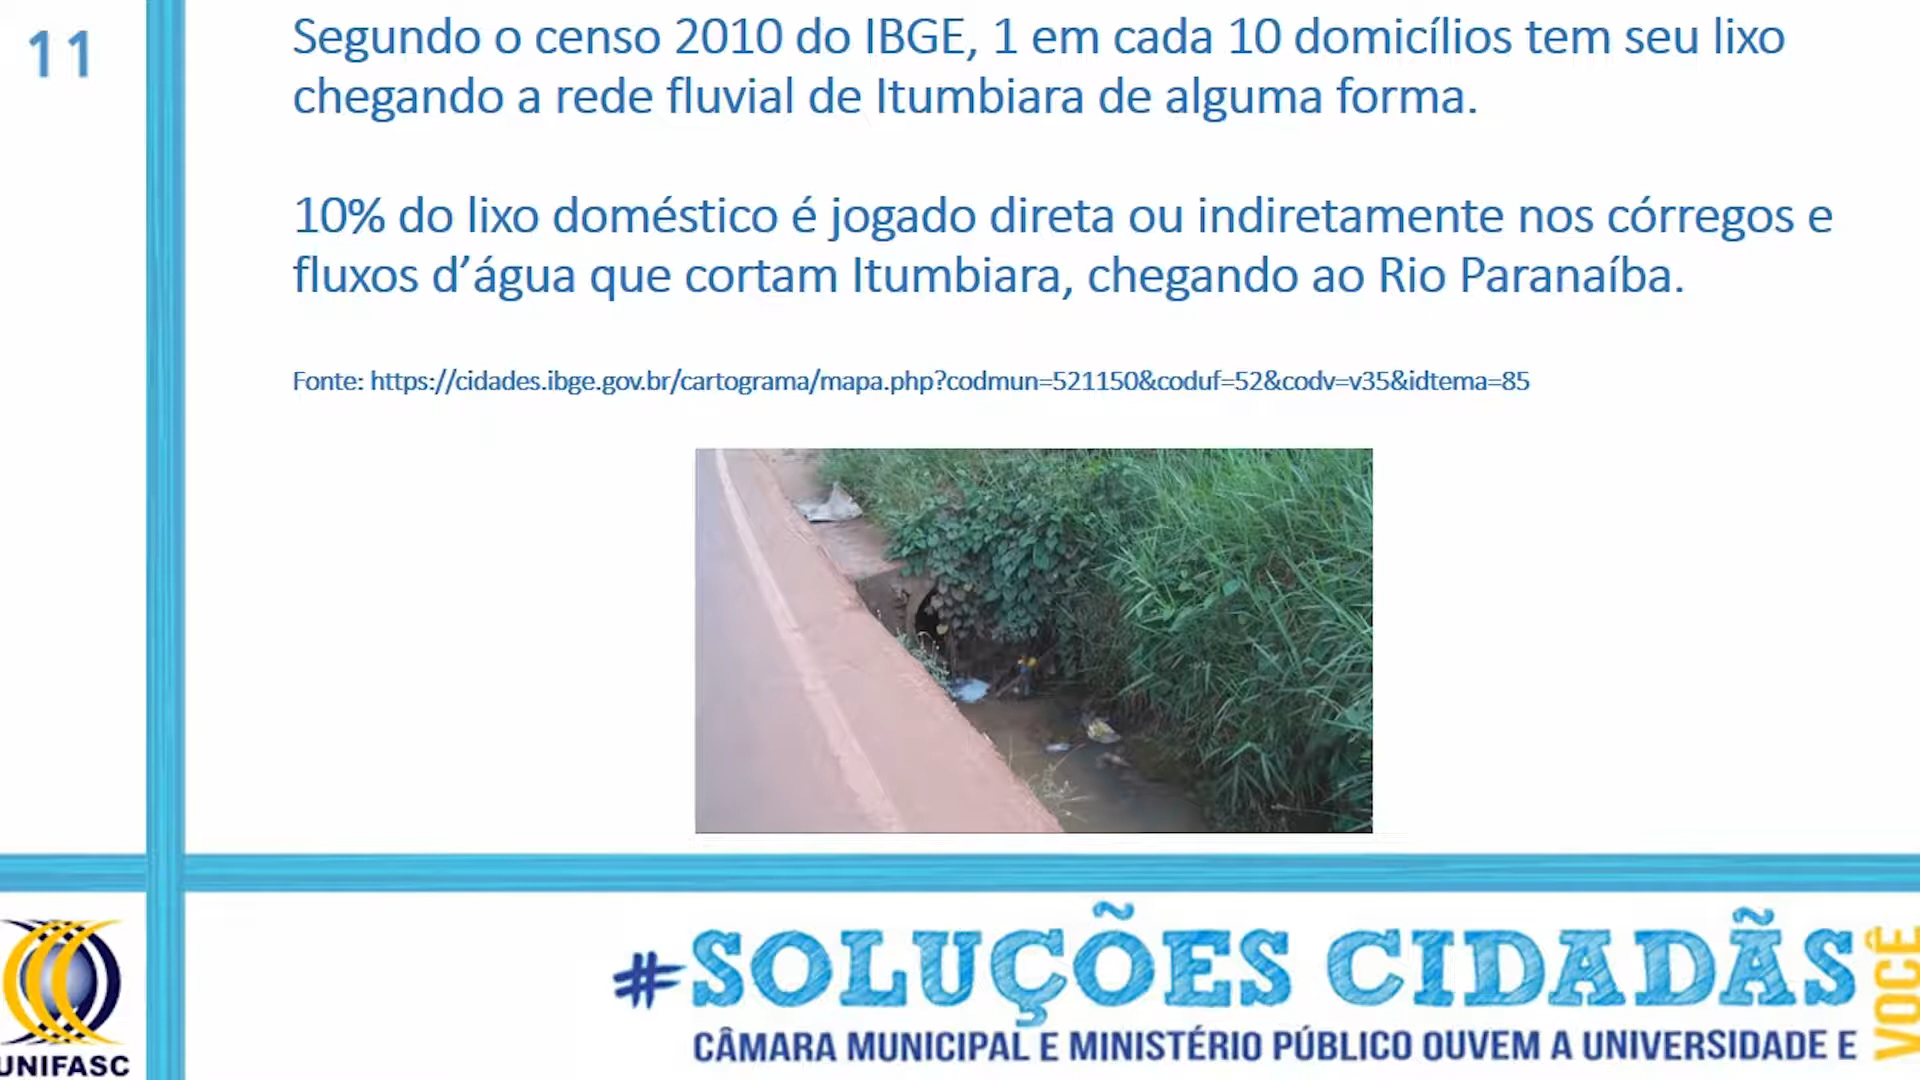 11
Segundo o censo 2010 do IBGE, 1 em cada 10 domicílios tem seu lixo
chegando a rede fluvial de Itumbiara de alguma forma.
10% do lixo doméstico é jogado direta ou indiretamente nos córregos e
fluxos d’água que cortam Itumbiara, chegando ao Rio Paranaíba.
Fonte: https://cidades.ibge.gov.br/cartograma/mapa.php?codmun=521150&coduf=52&codv=v35&idtema=85
UNIFASC
#SOLUÇÕES CIDADÃS
CÂMARA MUNICIPAL E MINISTÉRIO PÚBLICO OUVEM A UNIVERSIDADE E
VOCÊ